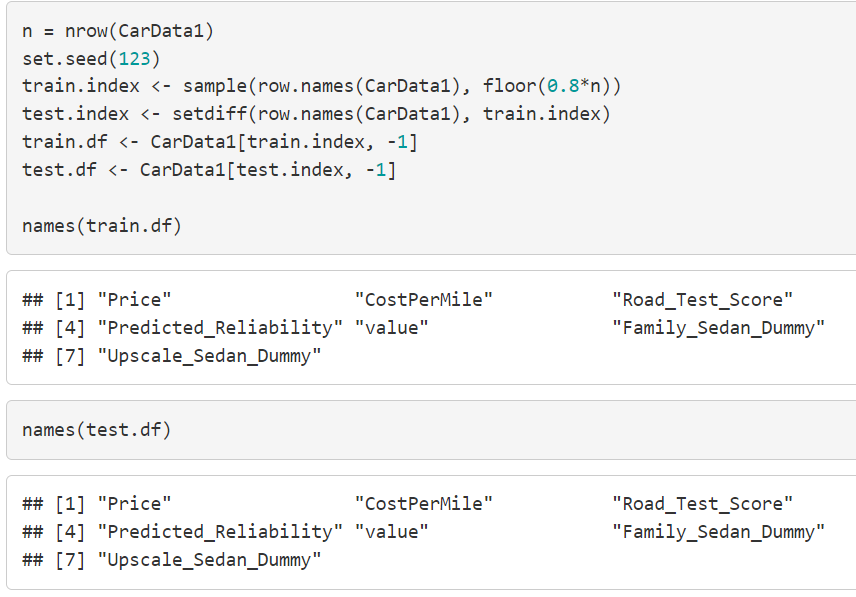 n = nrow(CarData1)
set.seed(123)
train.index <- sample(row.names(CarData1), floor(0.8*n))
test.index <- setdiff(row.names(CarData1), train.index)
train.df <- CarData1[train.index, -1]
test.df <- CarData1[test.index, -1]
names(train.df)
## [1] "Price"                 "CostPerMile"           "Road_Test_Score"
## [4] "Predicted_Reliability" "value"                 "Family_Sedan_Dummy"
## [7] "Upscale_Sedan_Dummy"
names(test.df)
## [1] "Price"                 "CostPerMile"           "Road_Test_Score"
## [4] "Predicted_Reliability" "value"                 "Family_Sedan_Dummy"
## [7] "Upscale_Sedan_Dummy"